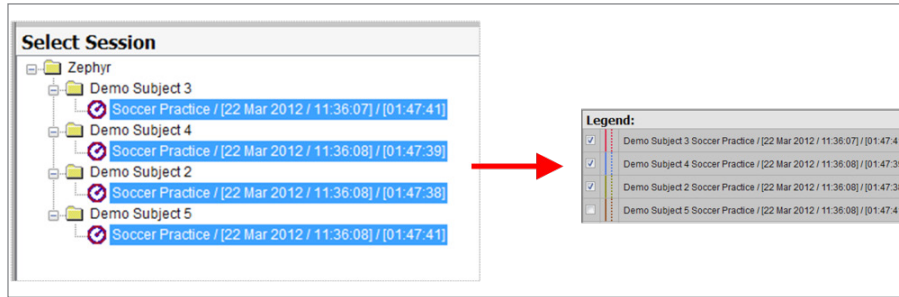 Select Session
Zephyr
Demo Subject 3
Soccer Practice / [22 Mar 2012 / 11:36:07] / [01:47:41]
Demo Subject 4
Soccer Practice / [22 Mar 2012 / 11:36:08] / [01:47:39]
Demo Subject 2
Soccer Practice / [22 Mar 2012 / 11:36:08] / [01:47:38]
Demo Subject 5
Soccer Practice / [22 Mar 2012 / 11:36:08] / [01:47:41]
Legend:
Demo Subject 3 Soccer Practice / [22 Mar 2012 / 11:36:07] / [01:47:4
Demo Subject 4 Soccer Practice / [22 Mar 2012 / 11:36:08] / [01:47:39
Demo Subject 2 Soccer Practice / [22 Mar 2012 / 11:36:08] / [01:47:38
Demo Subject 5 Soccer Practice / [22 Mar 2012 / 11:36:08] / [01:47:4